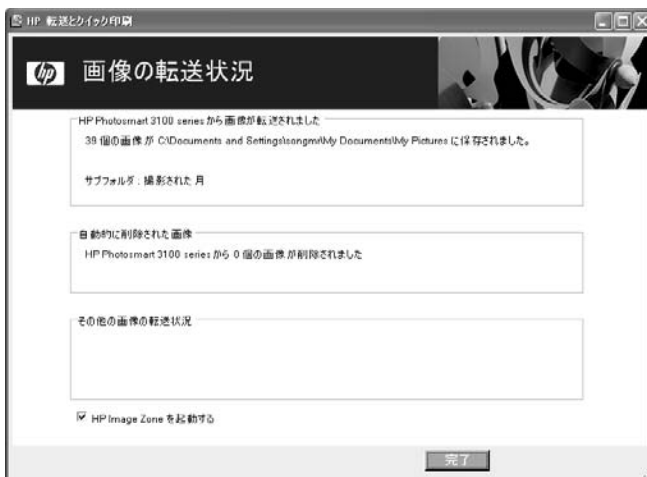 HP 転送とクイック印刷
hp
画像の転送状況
HP Photosmart 3100 series から画像が転送されました
39 個の画像が C:\Documents and Settings\songmr\My Documents\My Pictures に保存されました。
サブフォルダ : 撮影された 月
自動的に削除された画像
HP Photosmart 3100 series から 0 個の画像が削除されました
その他の画像の転送状況
HP Image Zone を起動する
完了